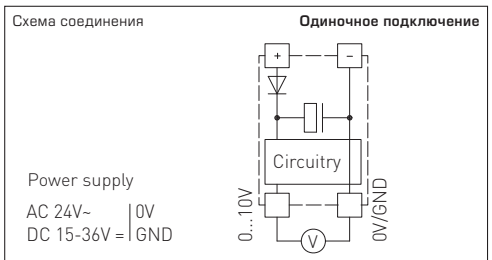 Схема соединения
Одиночное подключение
+ −
Circuitry
Power supply
AC 24V~ | 0V
DC 15-36V = | GND
0...10V
0V/GND
V